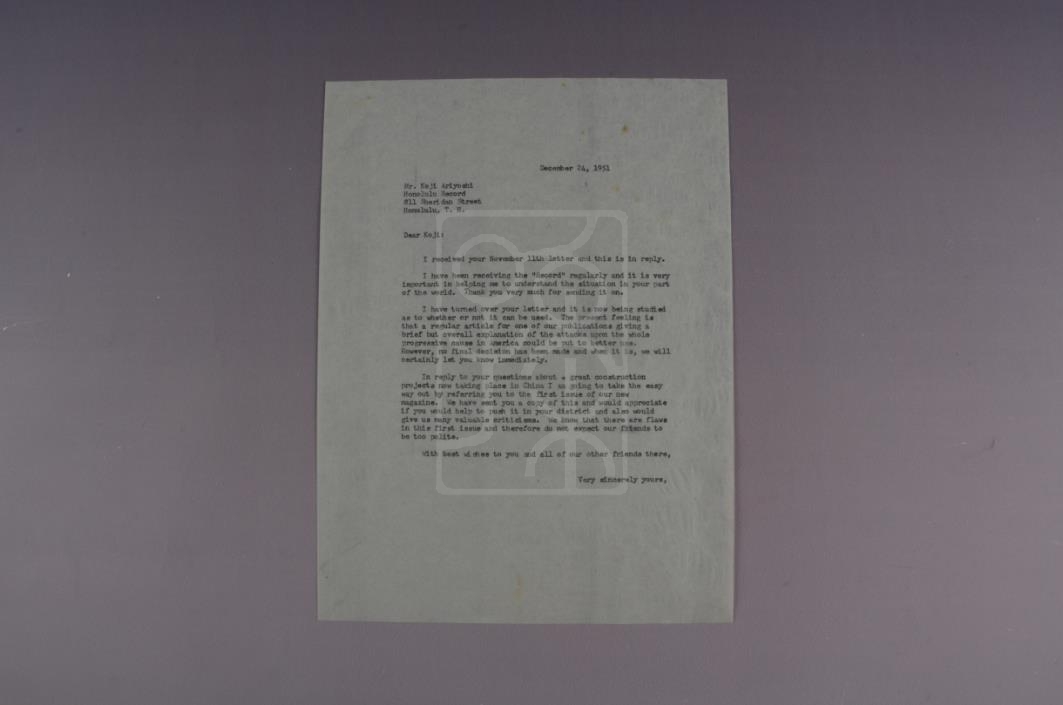 December 24, 1951
Mr. Koji Ariyoshi
Honolulu Record
811 Sheridan Street
Honolulu, T. H.
Dear Koji:
I received your November 11th letter and this is in reply.
I have been receiving the "Record" regularly and it is very
important in helping me to understand the situation in your part
of the world. Thank you very much for sending it on.
I have turned over your letter and it is now being studied
as to whether or not it can be used. The present feeling is
that a regular article for one of our publications giving a
brief but overall explanation of the attacks upon the whole
progressive cause in America could be put to better use.
However, no final decision has been made and when it is, we will
certainly let you know immediately.
In reply to your questions about great construction
projects now taking place in China I am going to take the easy
way out by referring you to the first issue of our new
magazine. We have sent you a copy of this and would appreciate
if you would help to push it in your district and also would
give us many valuable criticisms. We know that there are flaws
in this first issue and therefore do not expect our friends to
be too polite.
With best wishes to you and all of our other friends there,
Very sincerely yours,